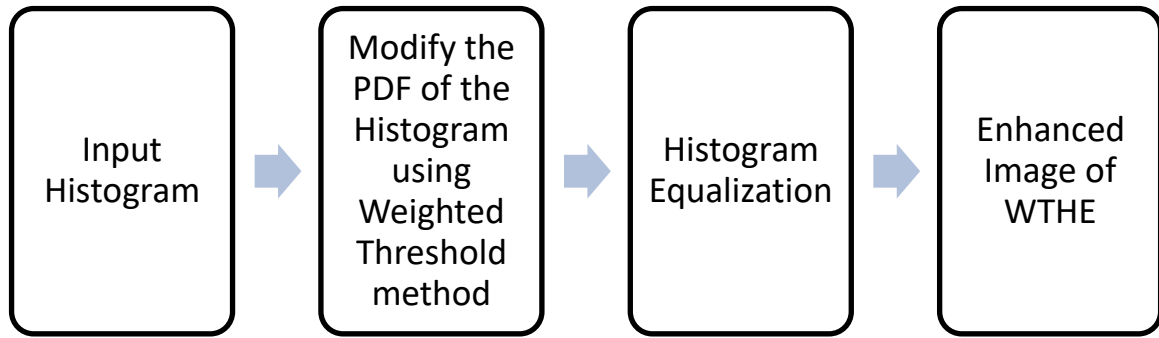 Input
Histogram
Modify the
PDF of the
Histogram
using
Weighted
Threshold
method
Histogram
Equalization
Enhanced
Image of
WTHE